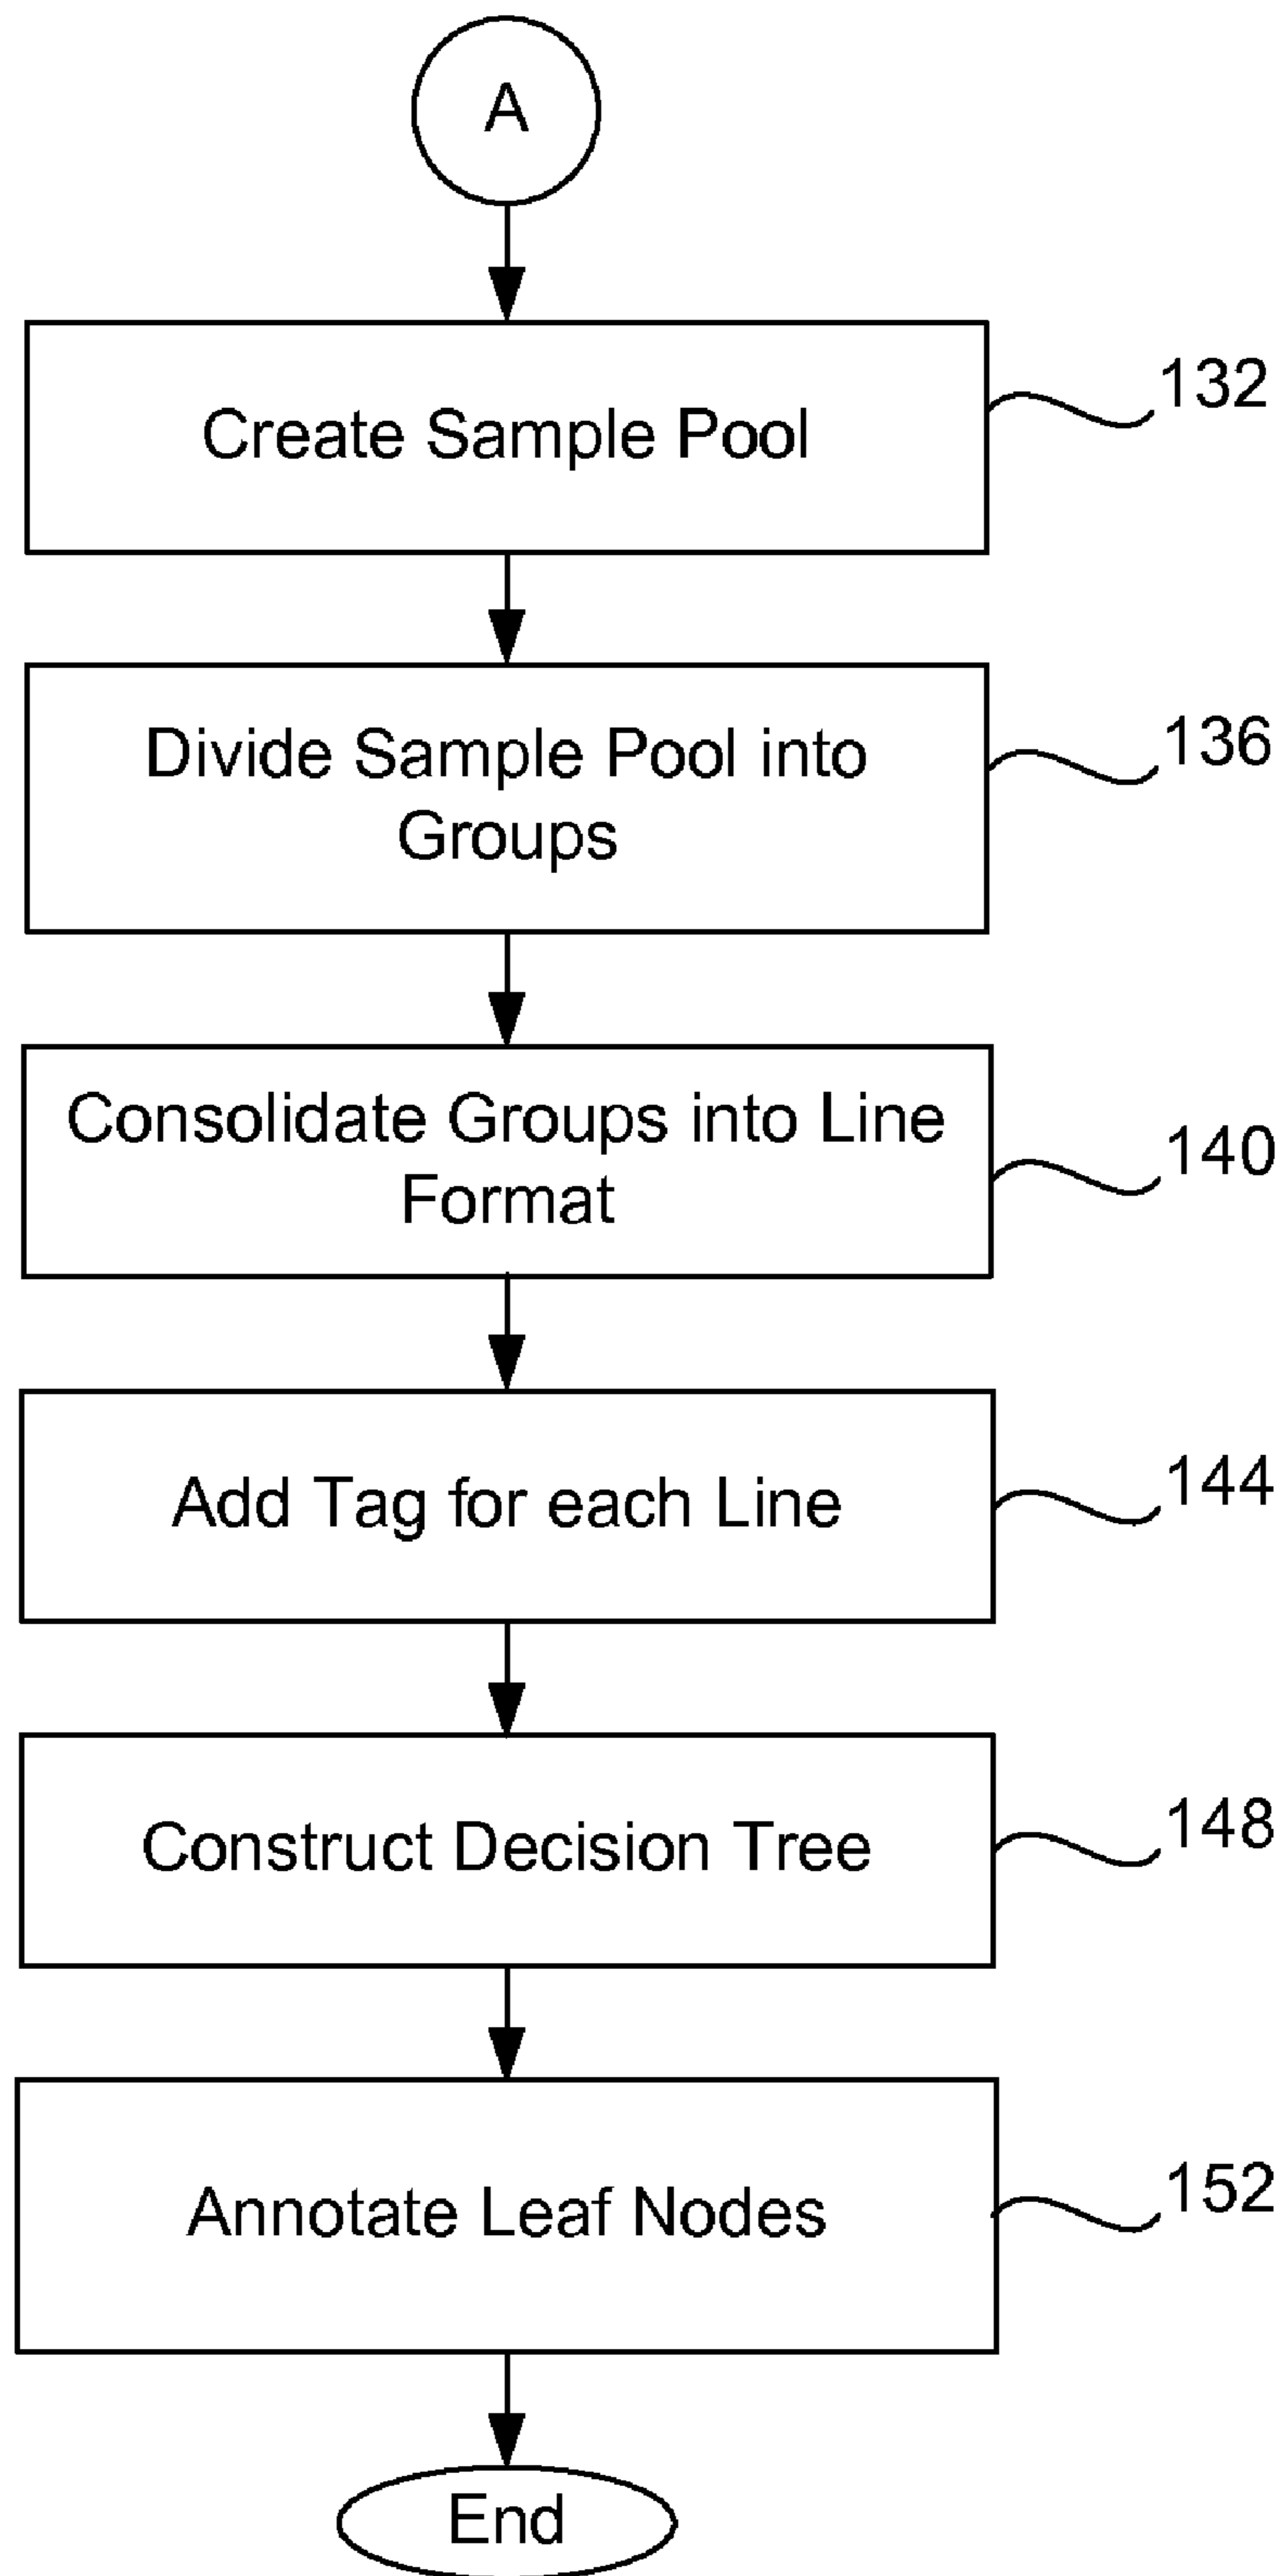 A
Create Sample Pool
132
Divide Sample Pool into
Groups
136
Consolidate Groups into Line
Format
140
Add Tag for each Line
144
Construct Decision Tree
148
Annotate Leaf Nodes
152
End